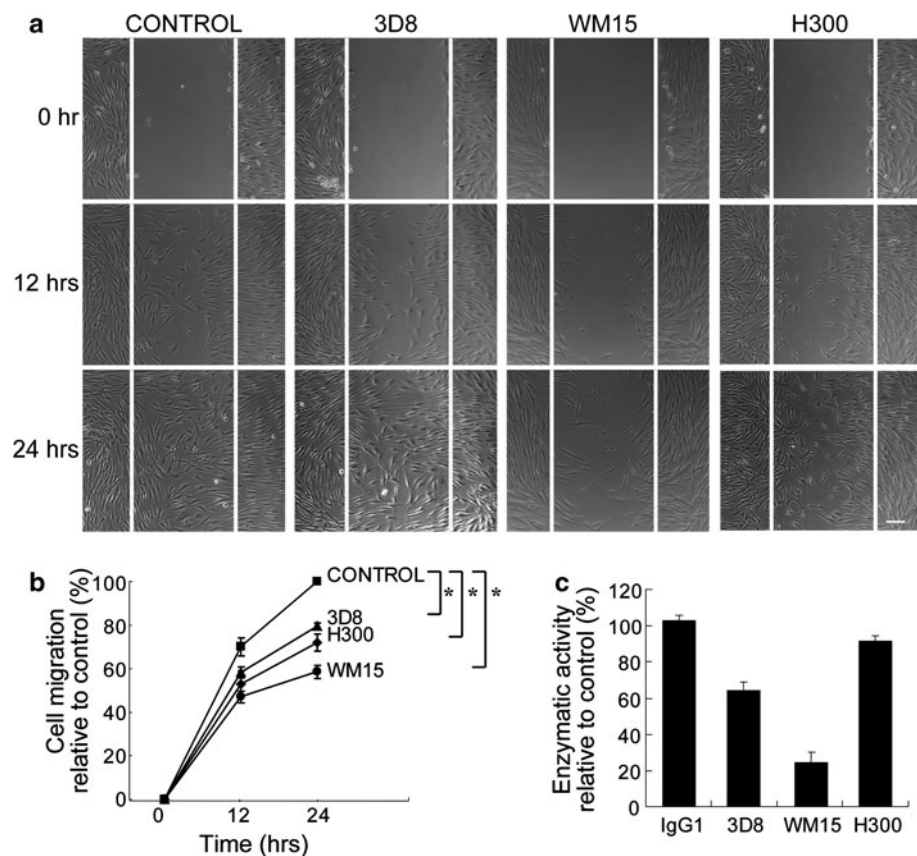 a
CONTROL 3D8 WM15 H300
0 hr
12 hrs
24 hrs
b
Cell migration
relative to control (%)
100
80
60
40
20
0
0 12 24
Time (hrs)
CONTROL
3D8
H300
WM15
* * *
c
Enzymatic activity
relative to control (%)
120
100
80
60
40
20
0
IgG1 3D8 WM15 H300